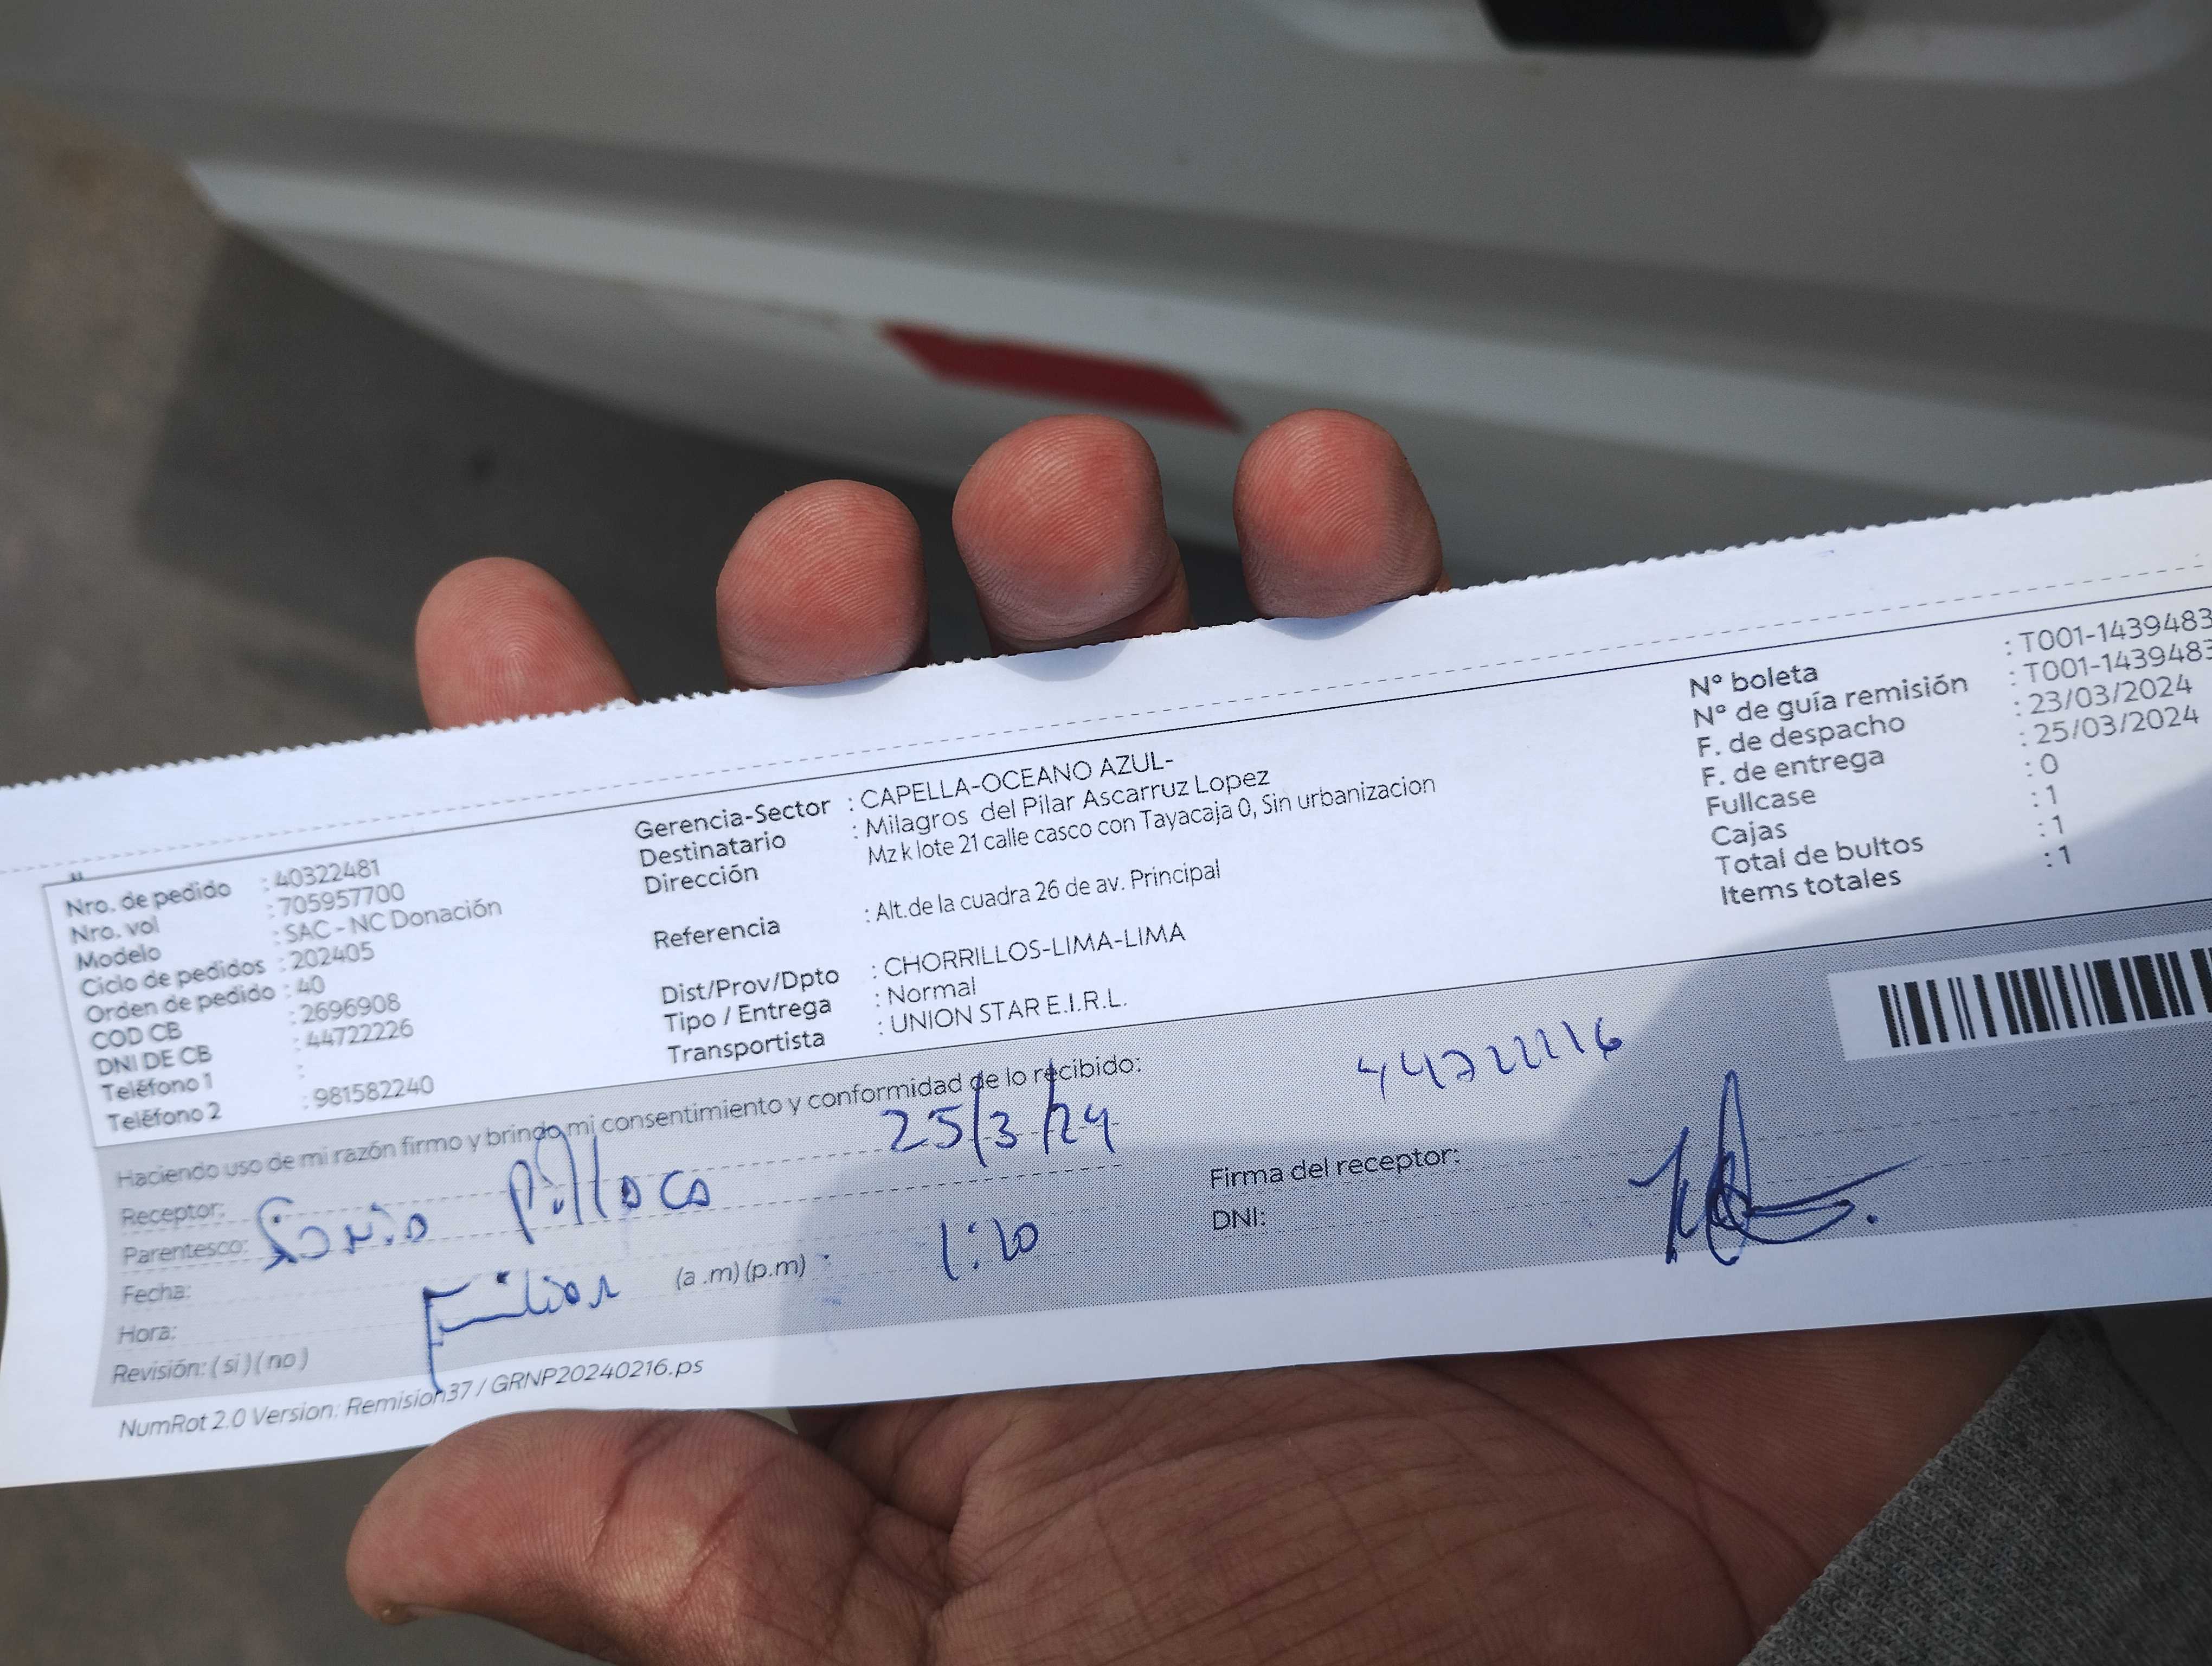 Nro. de pedido : 40322481
Nro. vol : 705957700
Modelo : SAC - NC Donación
Ciclo de pedidos : 202405
Orden de pedido : 40
COD CB : 2696908
DNI DE CB : 44722226
Teléfono 1 :
Teléfono 2 : 981582240
Gerencia-Sector : CAPELLA-OCEANO AZUL-
Destinatario : Milagros del Pilar Ascarruz Lopez
Dirección : Mz k lote 21 calle casco con Tayacaja 0, Sin urbanizacion
Referencia : Alt.de la cuadra 26 de av. Principal
Dist/Prov/Dpto : CHORRILLOS-LIMA-LIMA
Tipo / Entrega : Normal
Transportista : UNION STAR E.I.R.L.
Nº boleta : T001-1439483
Nº de guía remisión : T001-1439483
F. de despacho : 23/03/2024
F. de entrega : 25/03/2024
Fullcase : 0
Cajas : 1
Total de bultos : 1
Items totales : 1
Haciendo uso de mi razón firmo y brindo mi consentimiento y conformidad de lo recibido:
Receptor:
Parentesco: Sonia Pillaca 25/3/24
Fecha:
Hora: Familiar (a .m) (p.m) 1:20
Revisión: ( si ) ( no )
Firma del receptor:
DNI:
NumRot 2.0 Version: Remision37 / GRNP20240216.ps